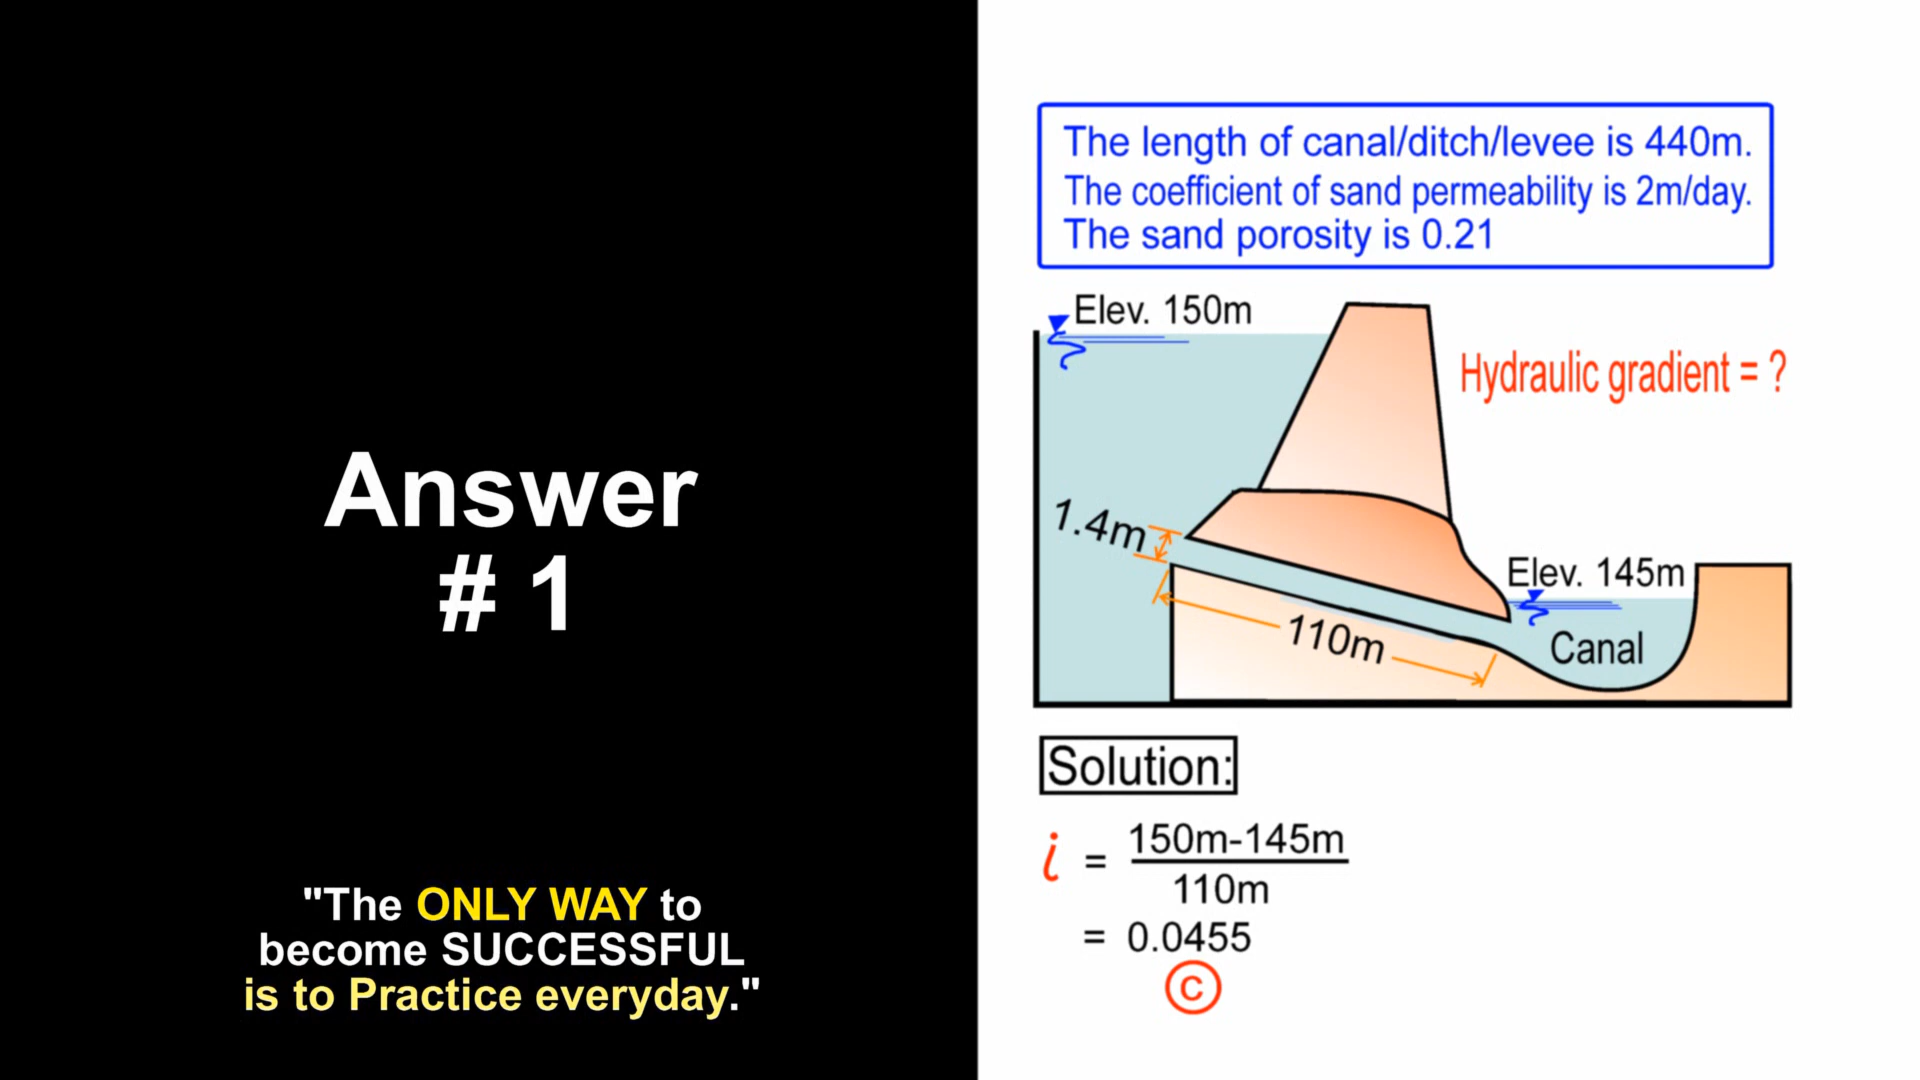 Answer
# 1
"The ONLY WAY to
become SUCCESSFUL
is to Practice everyday."
The length of canal/ditch/levee is 440m.
The coefficient of sand permeability is 2m/day.
The sand porosity is 0.21
Elev. 150m
Hydraulic gradient = ?
1.4m
Elev. 145m
110m
Canal
Solution:
i = 150m-145m
110m
= 0.0455
C